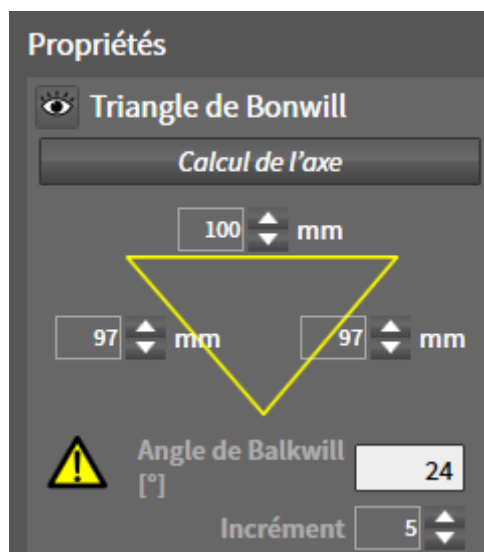 Propriétés
Triangle de Bonwill
Calcul de l'axe
100 mm
97 mm 97 mm
Angle de Balkwill
[°] 24
Incrément 5